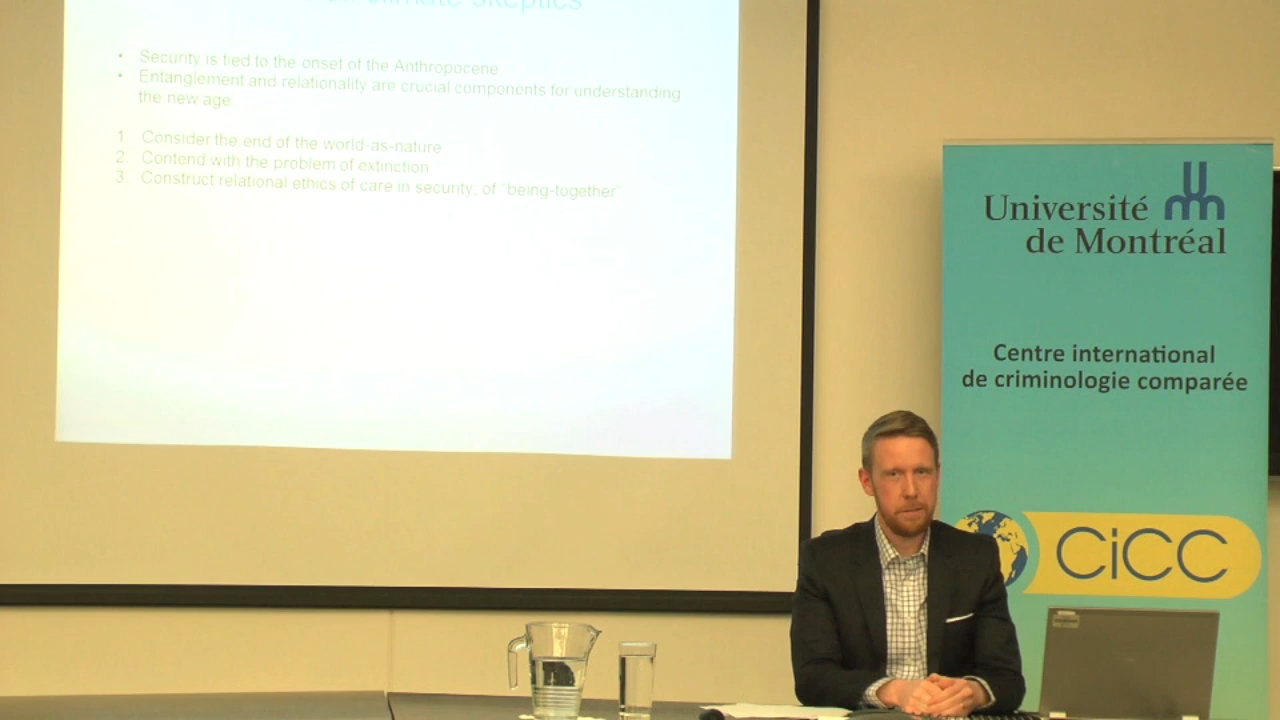 climate skeptics
• Security is tied to the onset of the Anthropocene
• Entanglement and relationality are crucial components for understanding
the new age.
1. Consider the end of the world-as-nature
2. Contend with the problem of extinction
3. Construct relational ethics of care in security, of "being-together"
Université
de Montréal
Centre international
de criminologie comparée
CiCC